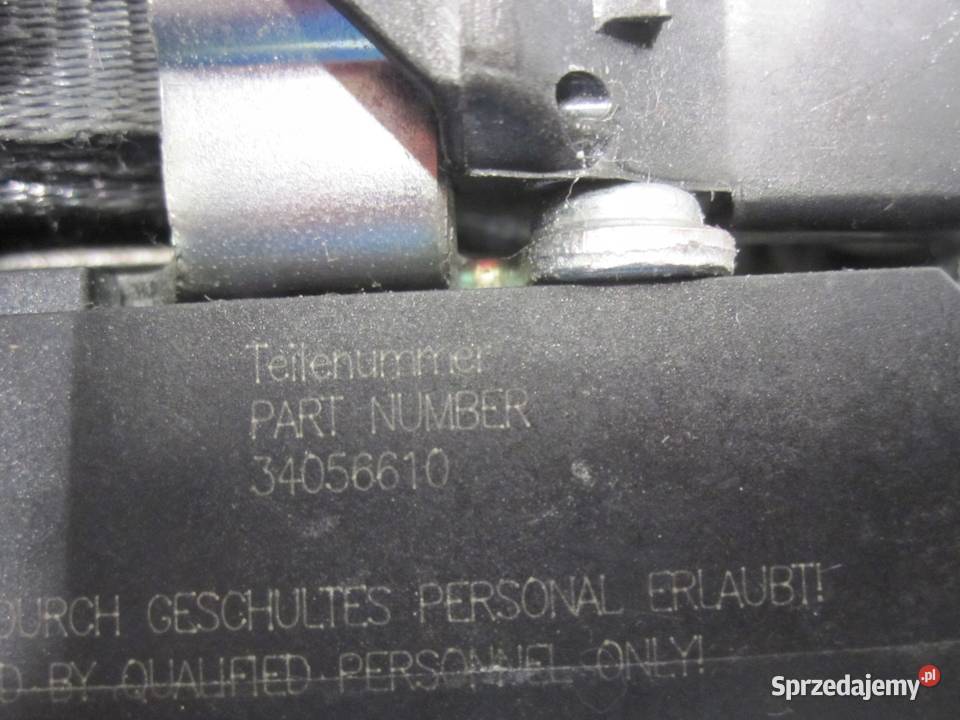 Teilenummer
PART NUMBER
34056610
DURCH GESCHULTES PERSONAL ERLAUBT!
BY QUALIFIED PERSONNEL ONLY!
Sprzedajemy.pl